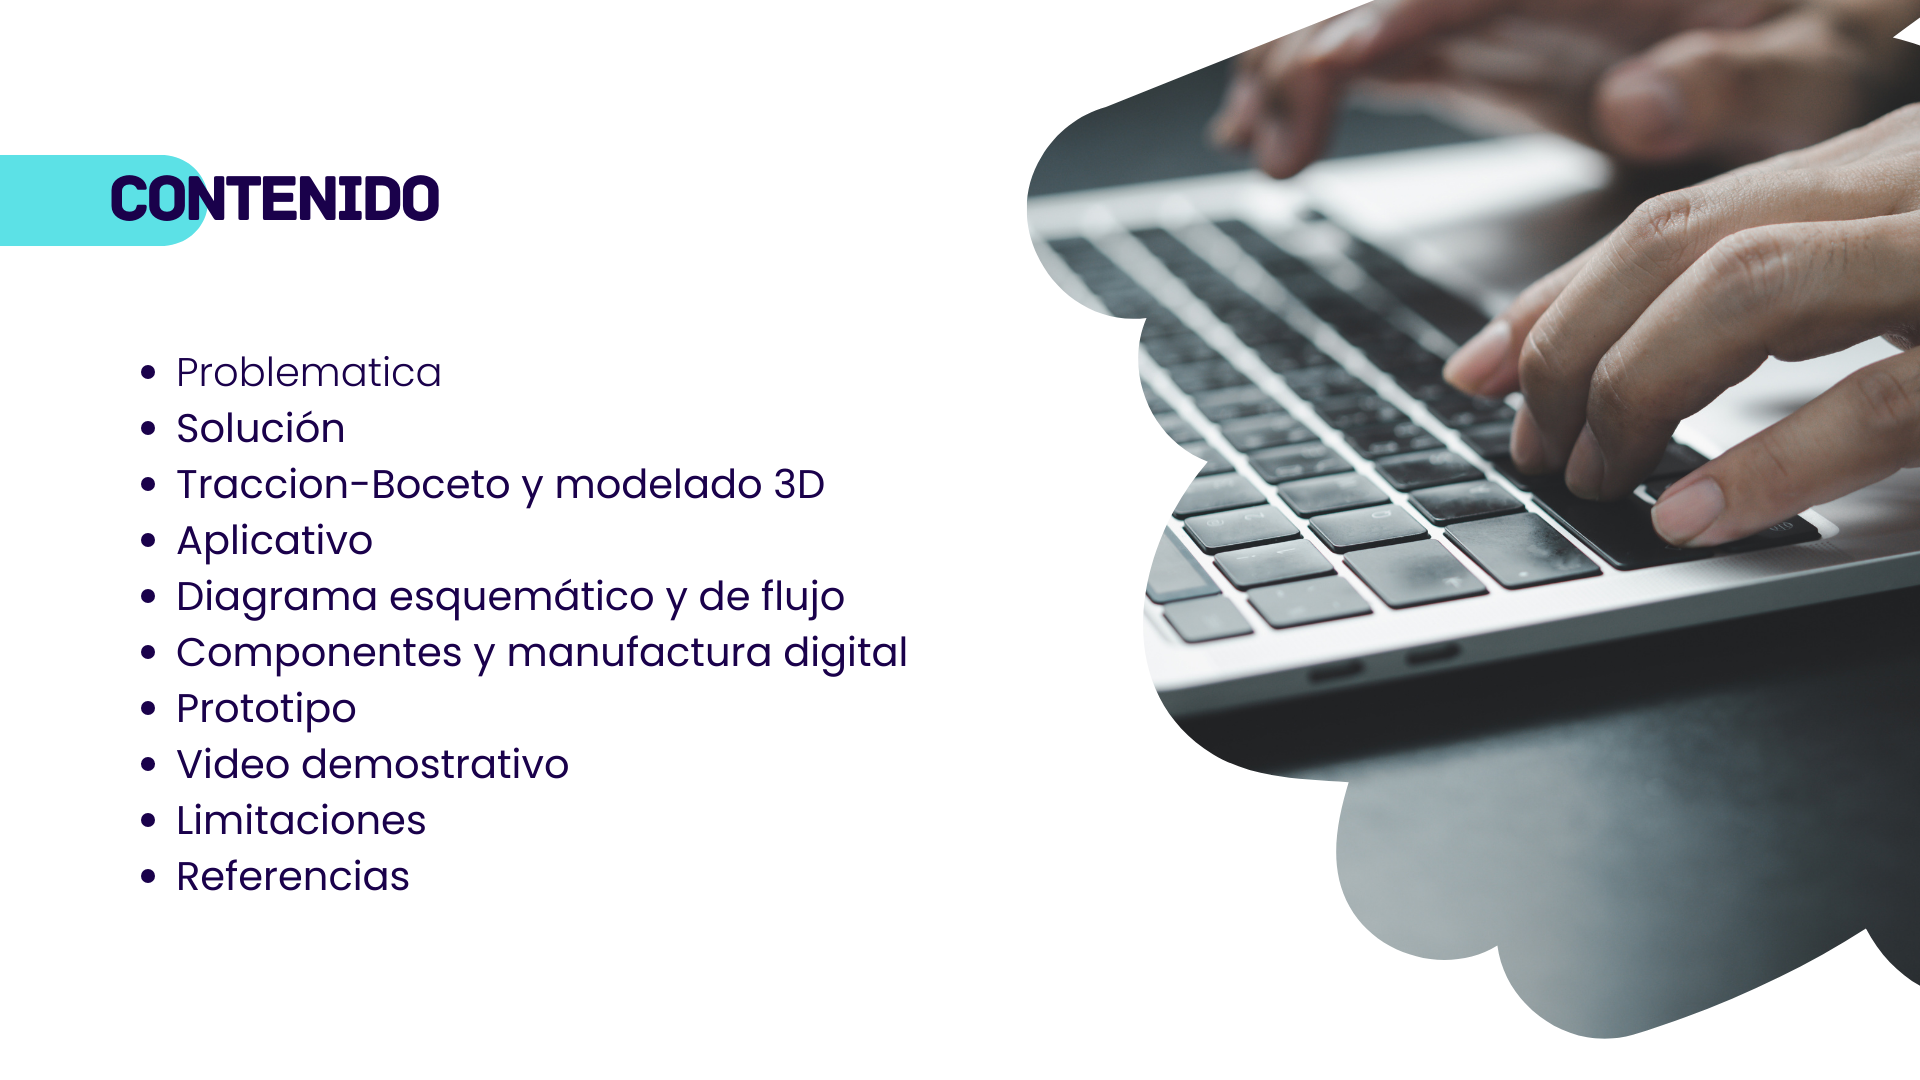 CONTENIDO
Problematica
Solución
Traccion-Boceto y modelado 3D
Aplicativo
Diagrama esquemático y de flujo
Componentes y manufactura digital
Prototipo
Video demostrativo
Limitaciones
Referencias